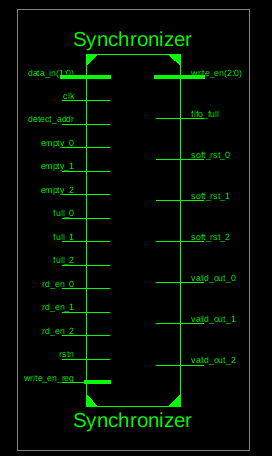 Synchronizer
data_in(1:0)
clk
detect_addr
empty_0
empty_1
empty_2
full_0
full_1
full_2
rd_en_0
rd_en_1
rd_en_2
rstn
write_en_req
write_en(2:0)
fifo_full
soft_rst_0
soft_rst_1
soft_rst_2
valid_out_0
valid_out_1
valid_out_2
Synchronizer